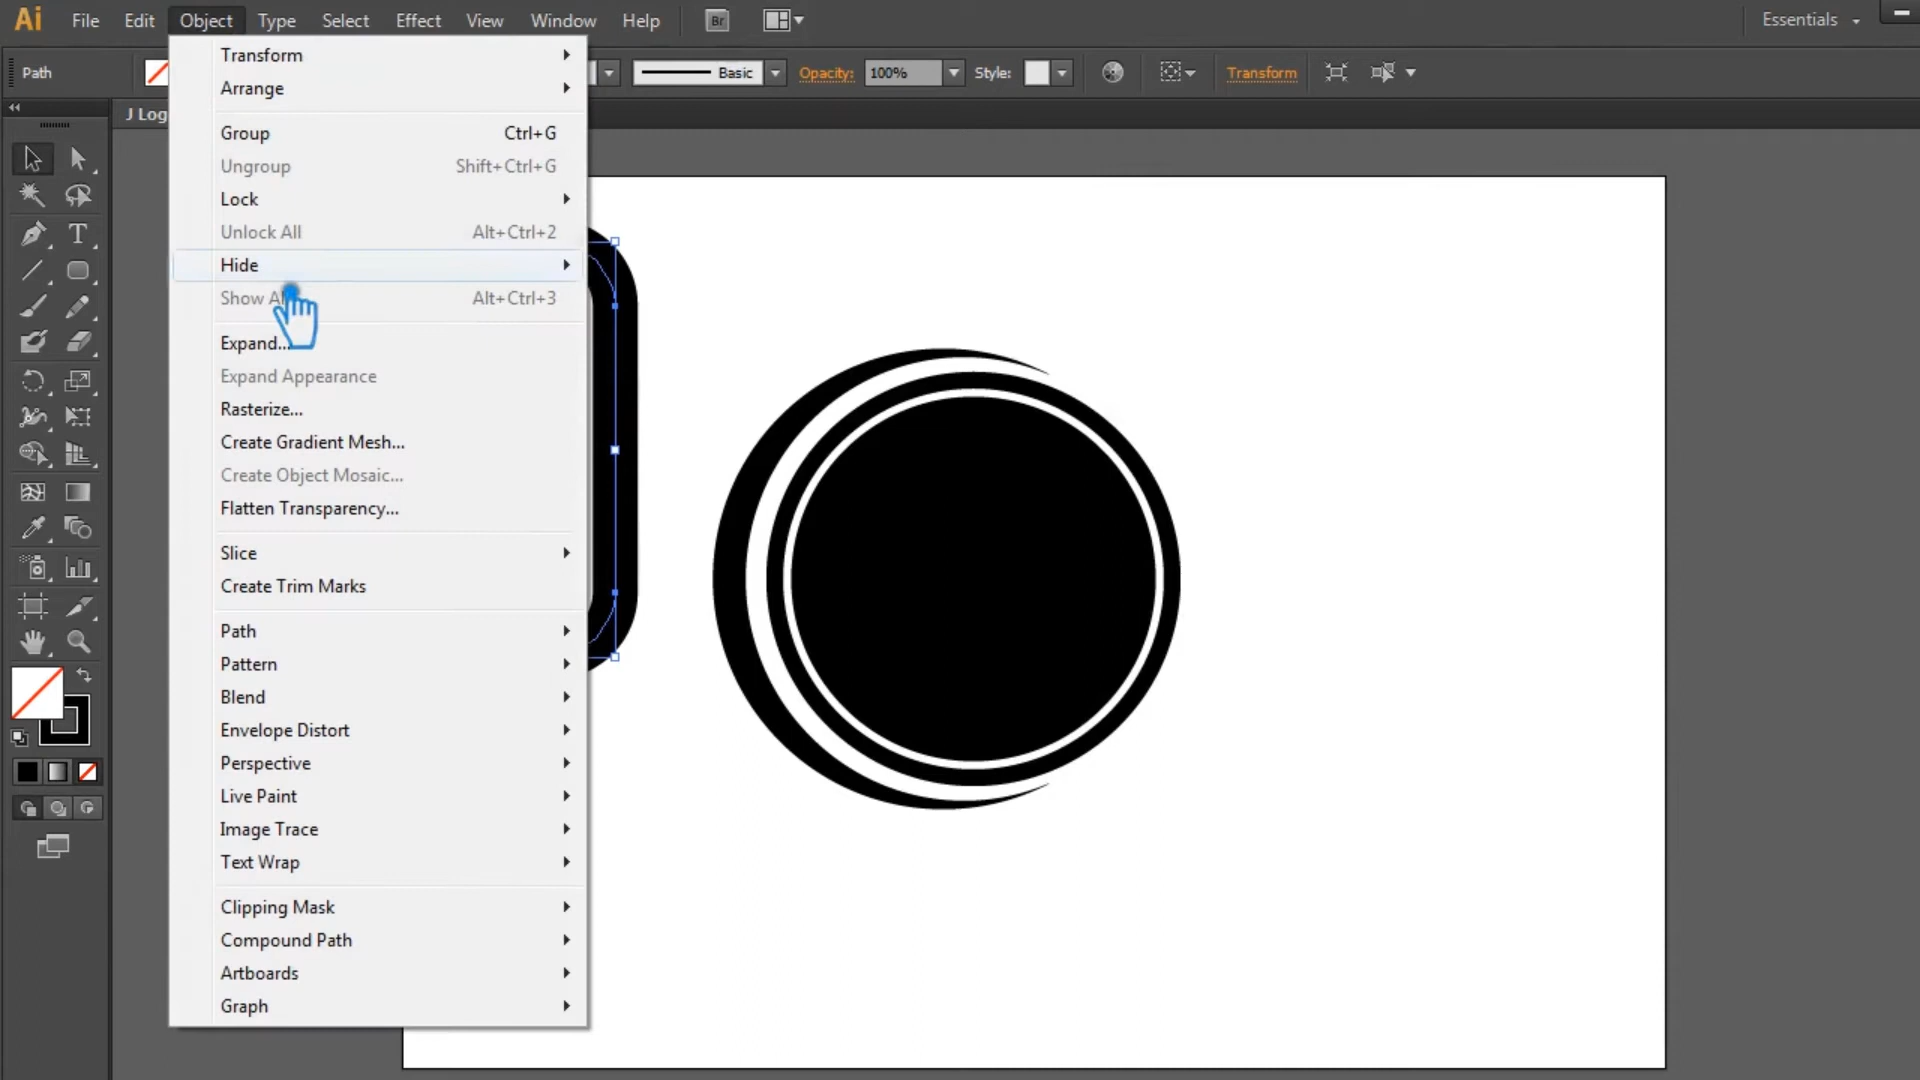 Ai File Edit Object Type Select Effect View Window Help Br Essentials
Path Basic Opacity: 100% Style: Transform
J Log
Transform
Arrange
Group Ctrl+G
Ungroup Shift+Ctrl+G
Lock
Unlock All Alt+Ctrl+2
Hide
Show A Alt+Ctrl+3
Expand...
Expand Appearance
Rasterize...
Create Gradient Mesh...
Create Object Mosaic...
Flatten Transparency...
Slice
Create Trim Marks
Path
Pattern
Blend
Envelope Distort
Perspective
Live Paint
Image Trace
Text Wrap
Clipping Mask
Compound Path
Artboards
Graph